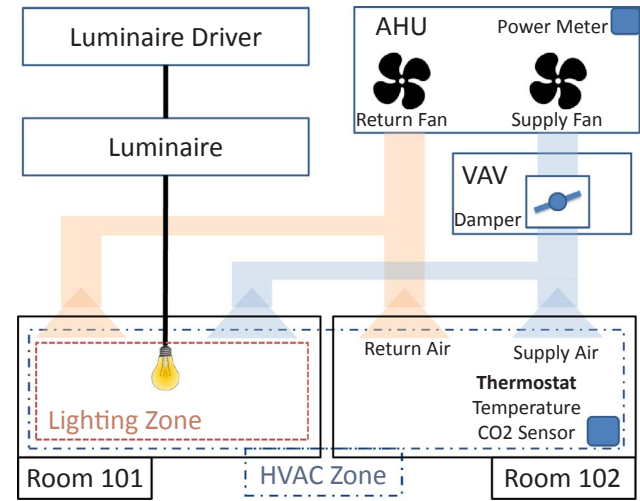 Luminaire Driver
Luminaire
AHU
Power Meter
Return Fan
Supply Fan
VAV
Damper
Return Air
Supply Air
Thermostat
Temperature
CO2 Sensor
Lighting Zone
Room 101
HVAC Zone
Room 102